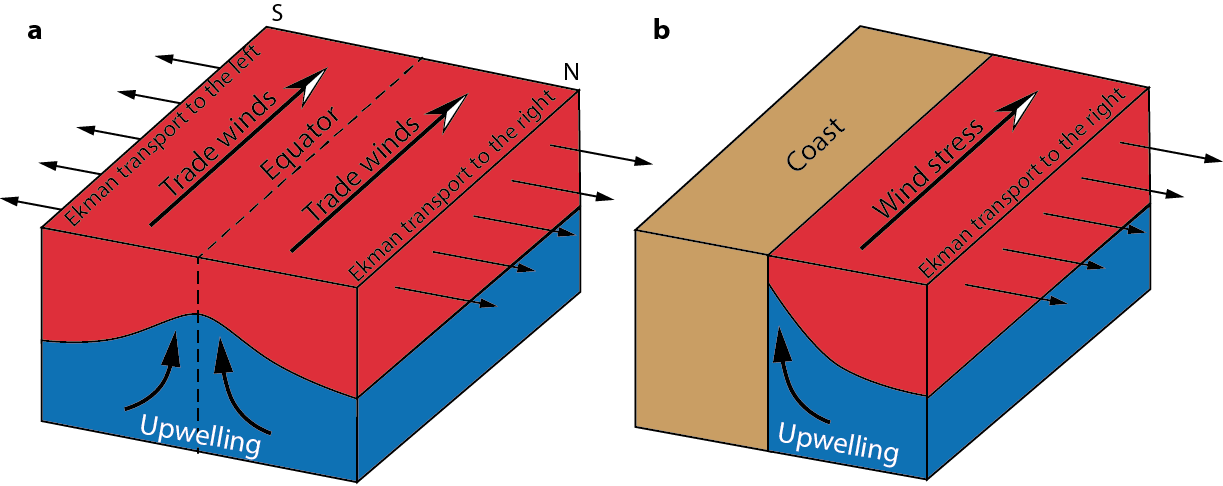 a
S
N
Ekman transport to the left
Trade winds
Equator
Trade winds
Ekman transport to the right
Upwelling
b
Coast
Wind stress
Ekman transport to the right
Upwelling